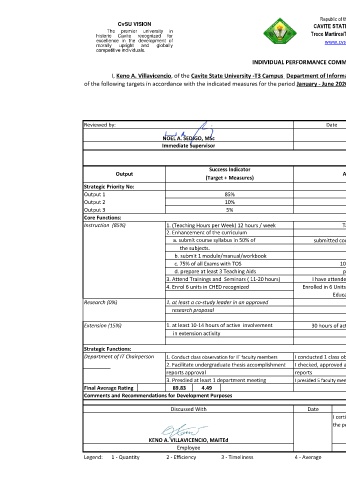 CvSU VISION
The premier university in
historic Cavite recognized for
excellence in the development of
morally upright and globally
competitive individuals.
Republic of th
CAVITE STAT
Trece Martires
www.cvs
INDIVIDUAL PERFORMANCE COMM
I, Keno A. Villavicencio, of the Cavite State University -T3 Campus Department of Informa
of the following targets in accordance with the indicated measures for the period January - June 2020
Reviewed by:
Date
NOEL A. SEDIGO, MSc
Immediate Supervisor
Output
Success Indicator
(Target + Measures)
A
Strategic Priority No:
Output 1
85%
Output 2
10%
Output 3
5%
Core Functions:
Instruction (85%)
1. (Teaching Hours per Week) 12 hours / week
T
2. Enhancement of the curriculum
a. submit course syllabus in 50% of
the subjects.
submitted co
b. submit 1 module/manual/workbook
c. 75% of all Exams with TOS
10
d. prepare at least 3 Teaching Aids
p
3. Attend Trainings and Seminars ( 11-20 hours)
I have attende
4. Enrol 6 units in CHED recognized
Enrolled in 6 Units
Educa
Research (0%)
1. at least a co-study leader in an approved
research proposal
Extension (15%)
1. at least 10-14 hours of active involvement
in extension activity
30 hours of act
Strategic Functions:
Department of IT Chairperson
1. Conduct class observation for IT faculty members
I conducted 1 class ob
2. Facilitate undergraduate thesis accomplishment
reports approval
I checked, approved a
reports
3. Presided at least 1 department meeting
I presided 5 faculty meet
Final Average Rating
89.83
4.49
Comments and Recommendations for Development Purposes
Discussed With
Date
I certi
the pe
KENO A. VILLAVICENCIO, MAITEd
Employee
Legend: 1 - Quantity 2 - Efficiency 3 - Timeliness 4 - Average